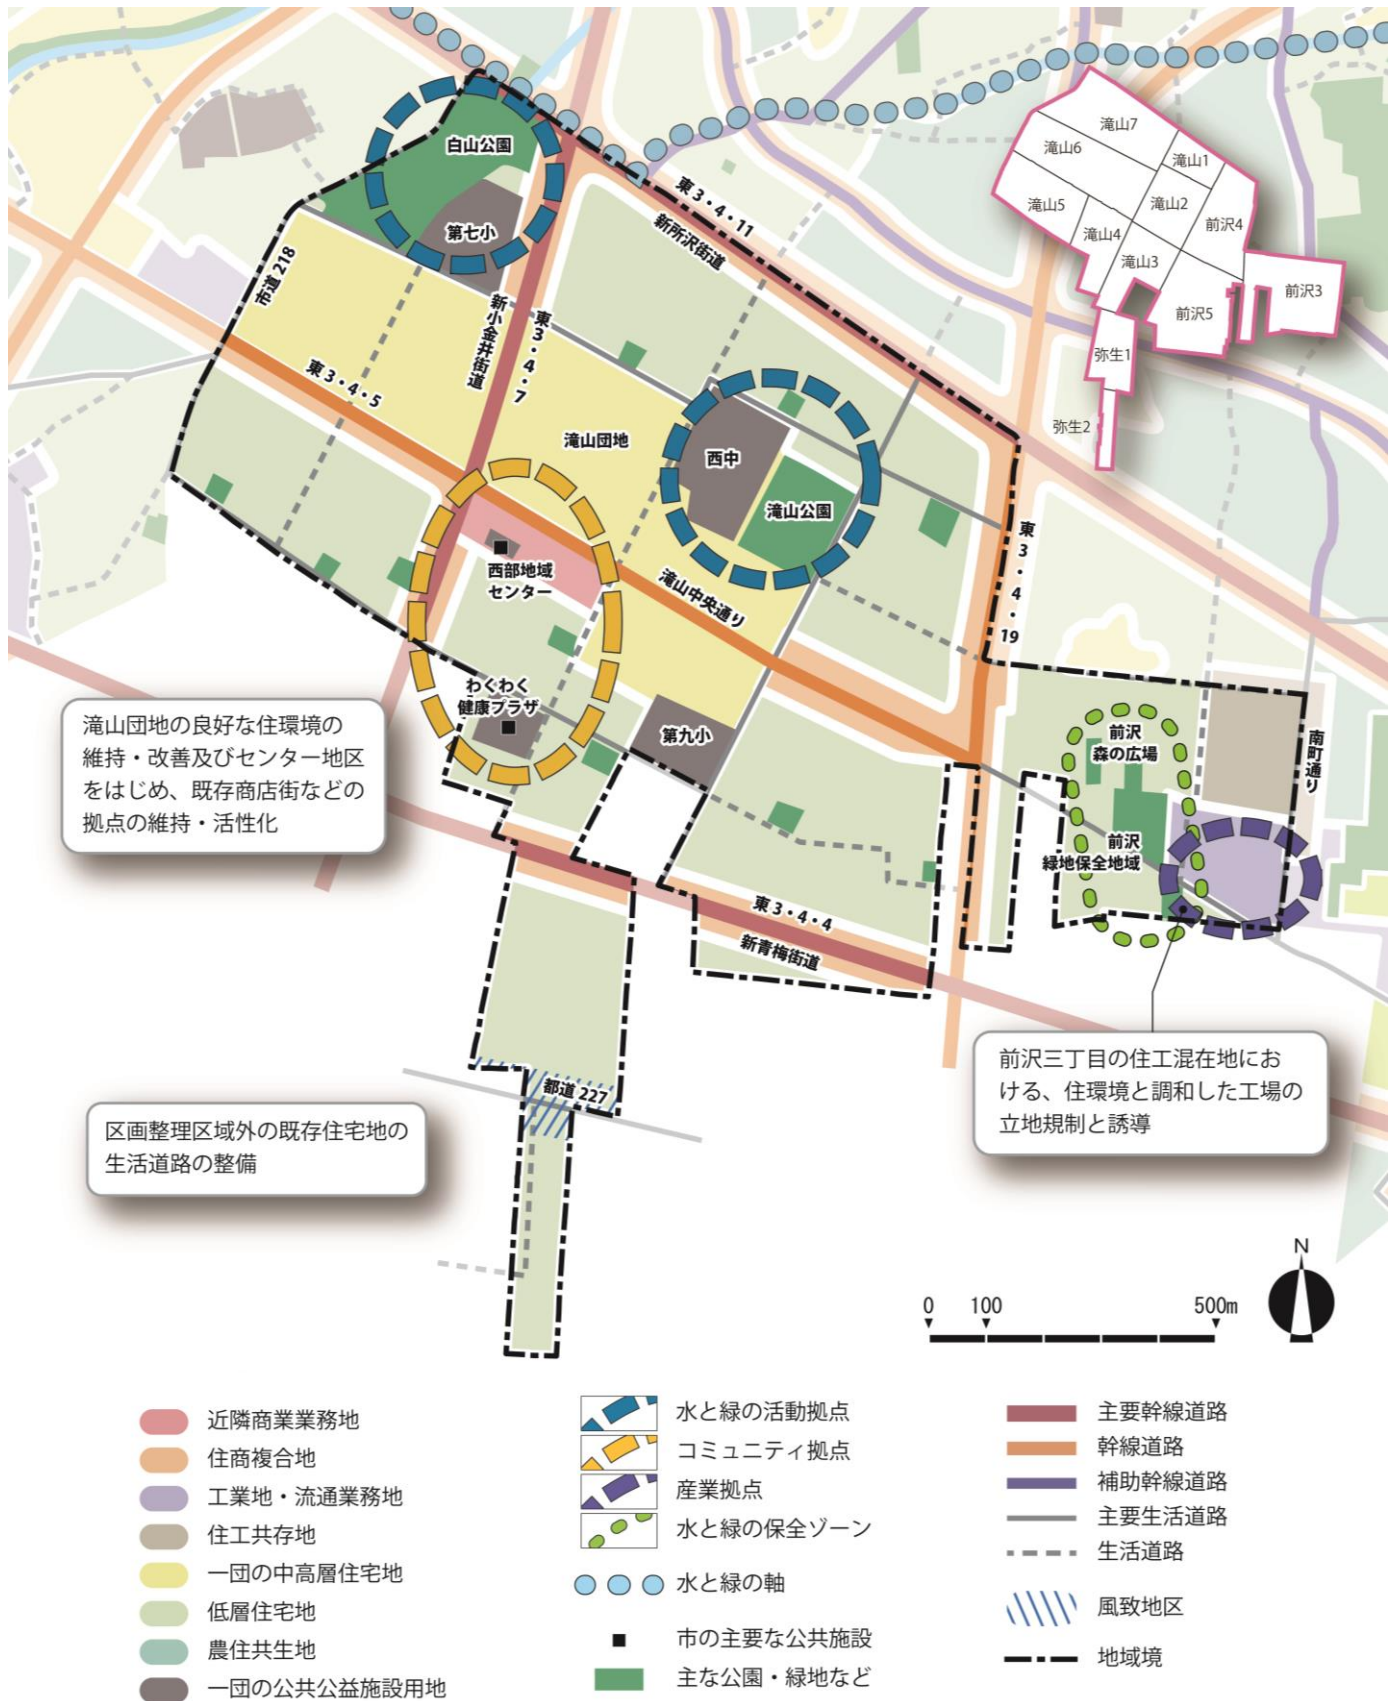 白山公園
第七小
市道 218
新小金井街道
東3・4・7
東3・4・11
新所沢街道
東3・4・5
滝山団地
西中
滝山公園
西部地域
センター
滝山中央通り
東3・4・19
わくわく
健康プラザ
第九小
前沢
森の広場
前沢
緑地保全地域
南町通り
東3・4・4
新青梅街道
都道 227
滝山7
滝山6
滝山1
滝山5
滝山2
滝山4
前沢4
滝山3
前沢3
前沢5
弥生1
弥生2
滝山団地の良好な住環境の
維持・改善及びセンター地区
をはじめ、既存商店街などの
拠点の維持・活性化
区画整理区域外の既存住宅地の
生活道路の整備
前沢三丁目の住工混在地にお
ける、住環境と調和した工場の
立地規制と誘導
N
0 100 500m
近隣商業業務地
住商複合地
工業地・流通業務地
住工共存地
一団の中高層住宅地
低層住宅地
農住共生地
一団の公共公益施設用地
水と緑の活動拠点
コミュニティ拠点
産業拠点
水と緑の保全ゾーン
水と緑の軸
市の主要な公共施設
主な公園・緑地など
主要幹線道路
幹線道路
補助幹線道路
主要生活道路
生活道路
風致地区
地域境